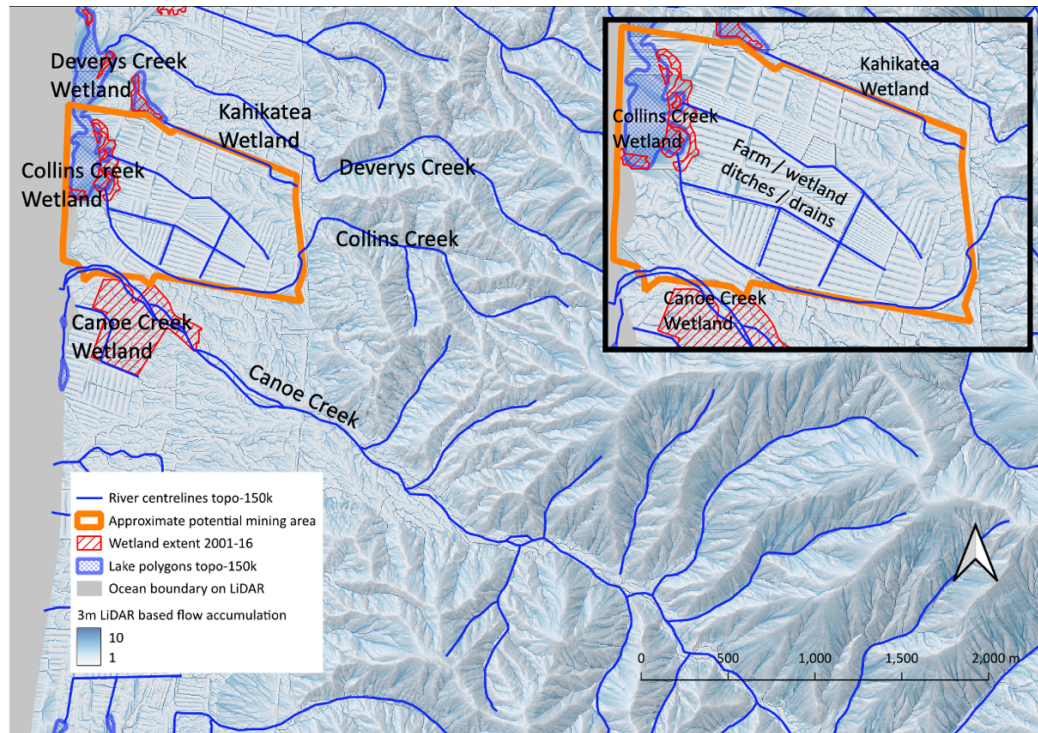 Deverys Creek
Wetland
Kahikatea
Wetland
Collins Creek
Wetland
Deverys Creek
Collins Creek
Canoe Creek
Wetland
Canoe Creek
Kahikatea
Wetland
Collins Creek
Wetland
Farm / wetland
ditches / drains
Canoe Creek
Wetland
River centrelines topo-150k
Approximate potential mining area
Wetland extent 2001-16
Lake polygons topo-150k
Ocean boundary on LiDAR
3m LiDAR based flow accumulation
10
1
0 500 1,000 1,500 2,000 m